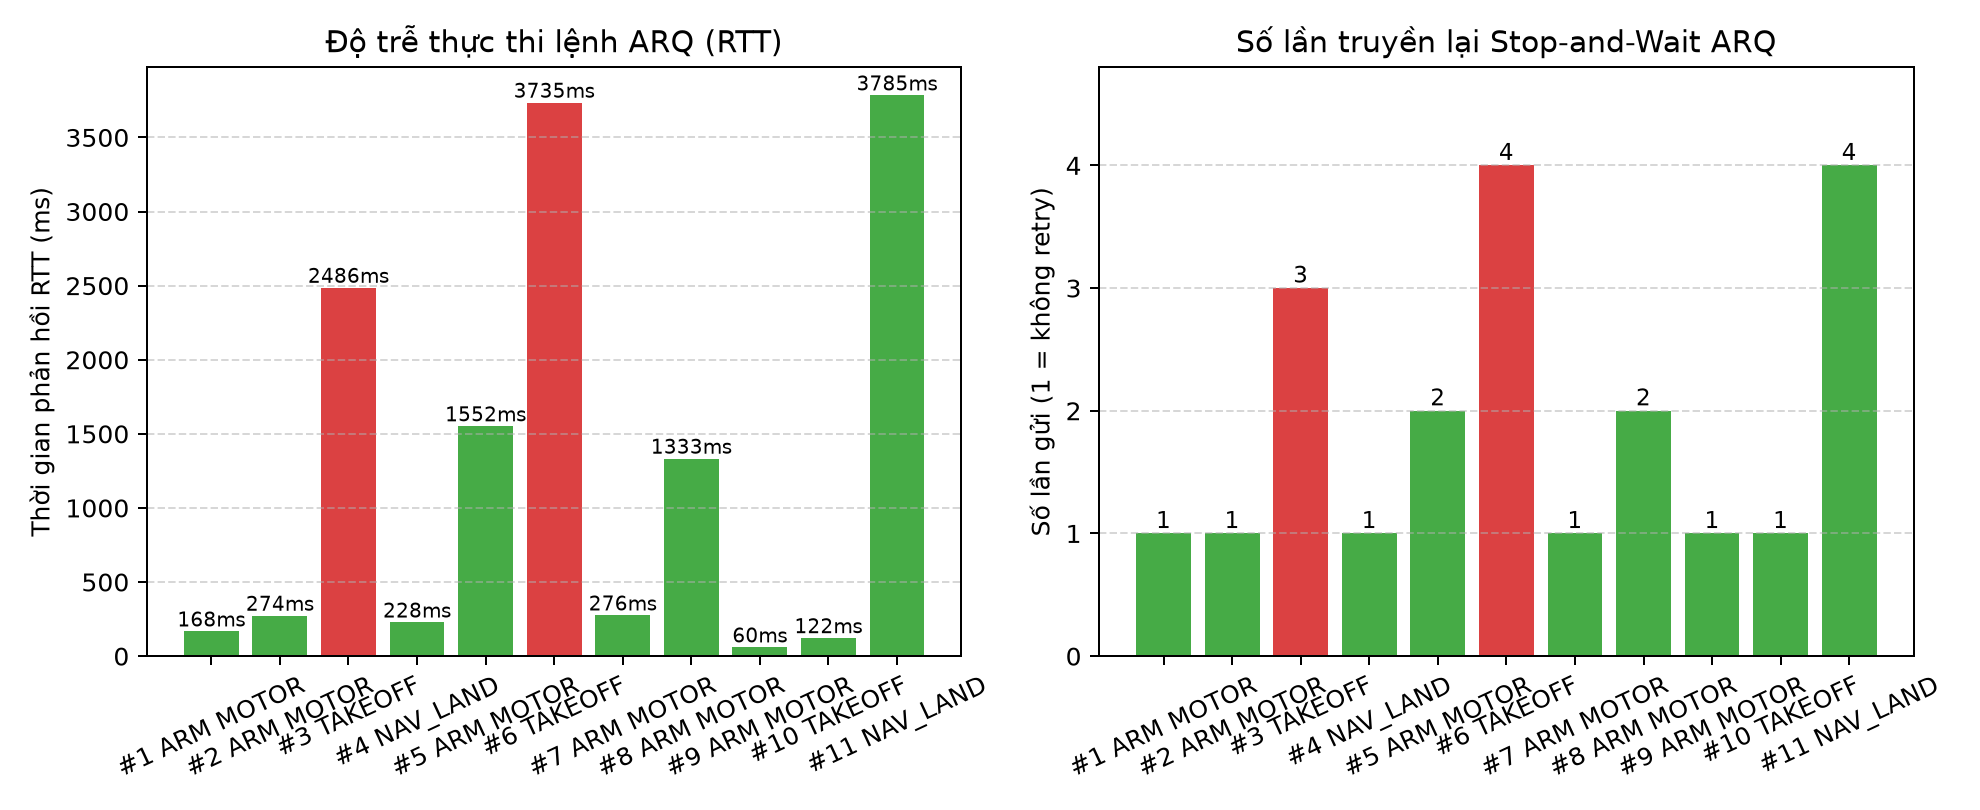 Độ trễ thực thi lệnh ARQ (RTT)
Thời gian phản hồi RTT (ms)
3500
3000
2500
2000
1500
1000
500
0
168ms
274ms
2486ms
228ms
1552ms
3735ms
276ms
1333ms
60ms
122ms
3785ms
#1 ARM MOTOR
#2 ARM MOTOR
#3 TAKEOFF
#4 NAV_LAND
#5 ARM MOTOR
#6 TAKEOFF
#7 ARM MOTOR
#8 ARM MOTOR
#9 ARM MOTOR
#10 TAKEOFF
#11 NAV_LAND
Số lần truyền lại Stop-and-Wait ARQ
Số lần gửi (1 = không retry)
4
3
2
1
0
1
1
3
1
2
4
1
2
1
1
4
#1 ARM MOTOR
#2 ARM MOTOR
#3 TAKEOFF
#4 NAV_LAND
#5 ARM MOTOR
#6 TAKEOFF
#7 ARM MOTOR
#8 ARM MOTOR
#9 ARM MOTOR
#10 TAKEOFF
#11 NAV_LAND